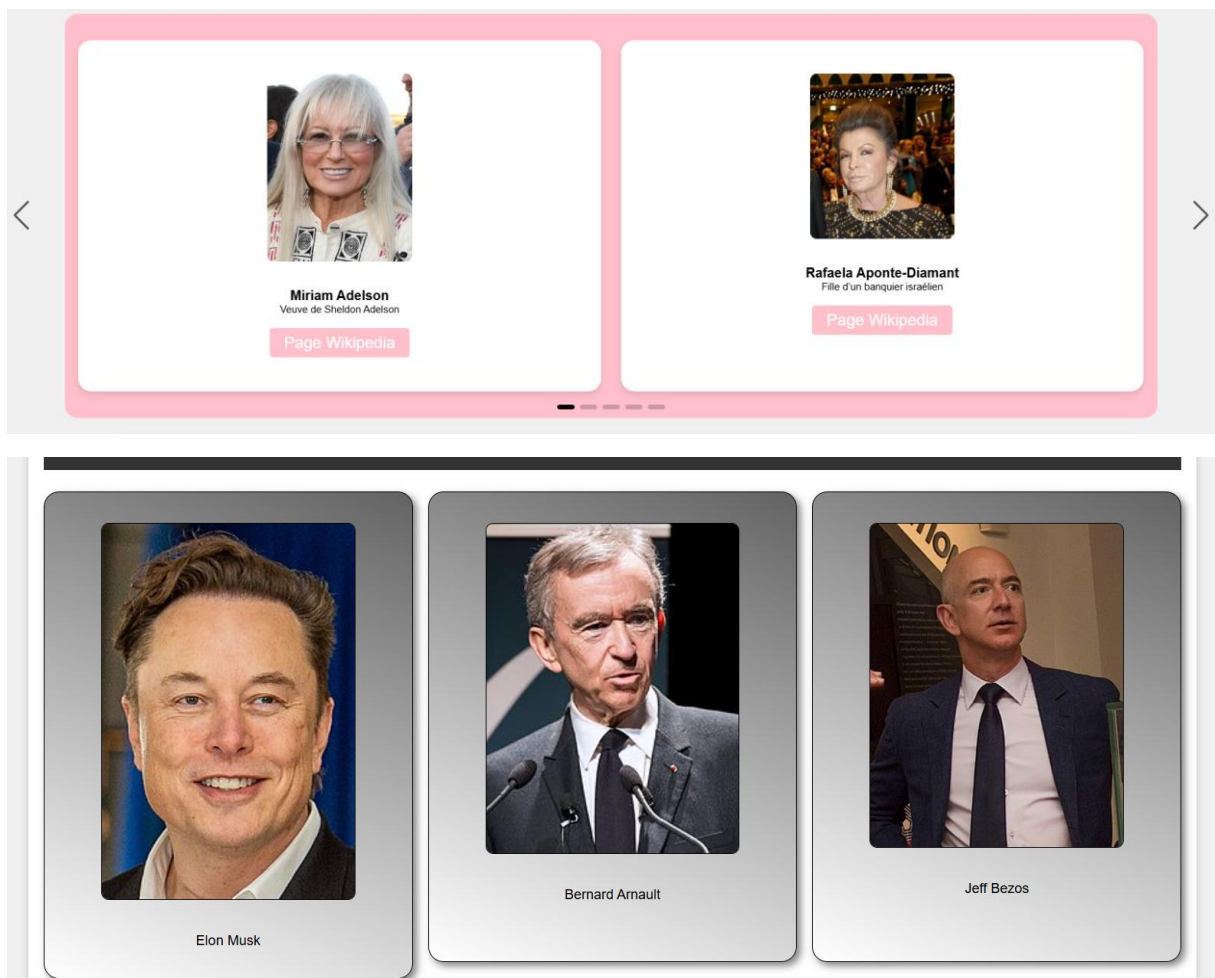 Miriam Adelson
Veuve de Sheldon Adelson
Page Wikipedia
Rafaela Aponte-Diamant
Fille d'un banquier israélien
Page Wikipedia
Elon Musk
Bernard Arnault
Jeff Bezos